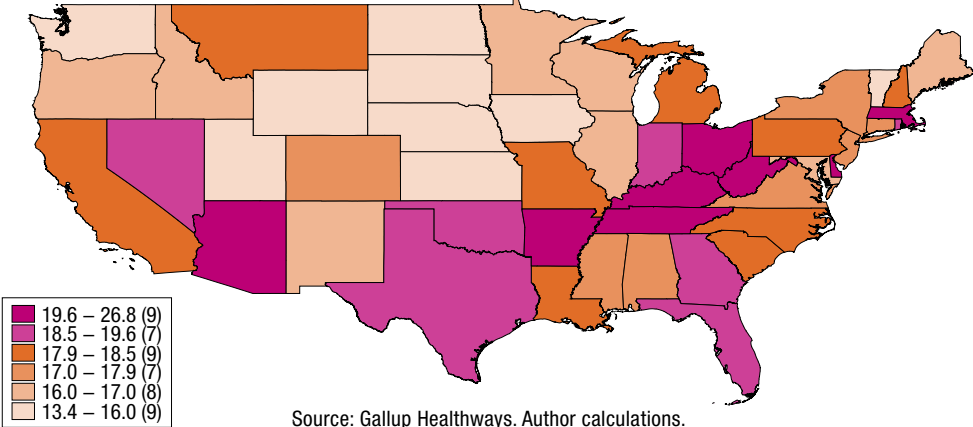 19.6 – 26.8 (9)
18.5 – 19.6 (7)
17.9 – 18.5 (9)
17.0 – 17.9 (7)
16.0 – 17.0 (8)
13.4 – 16.0 (9)
Source: Gallup Healthways. Author calculations.